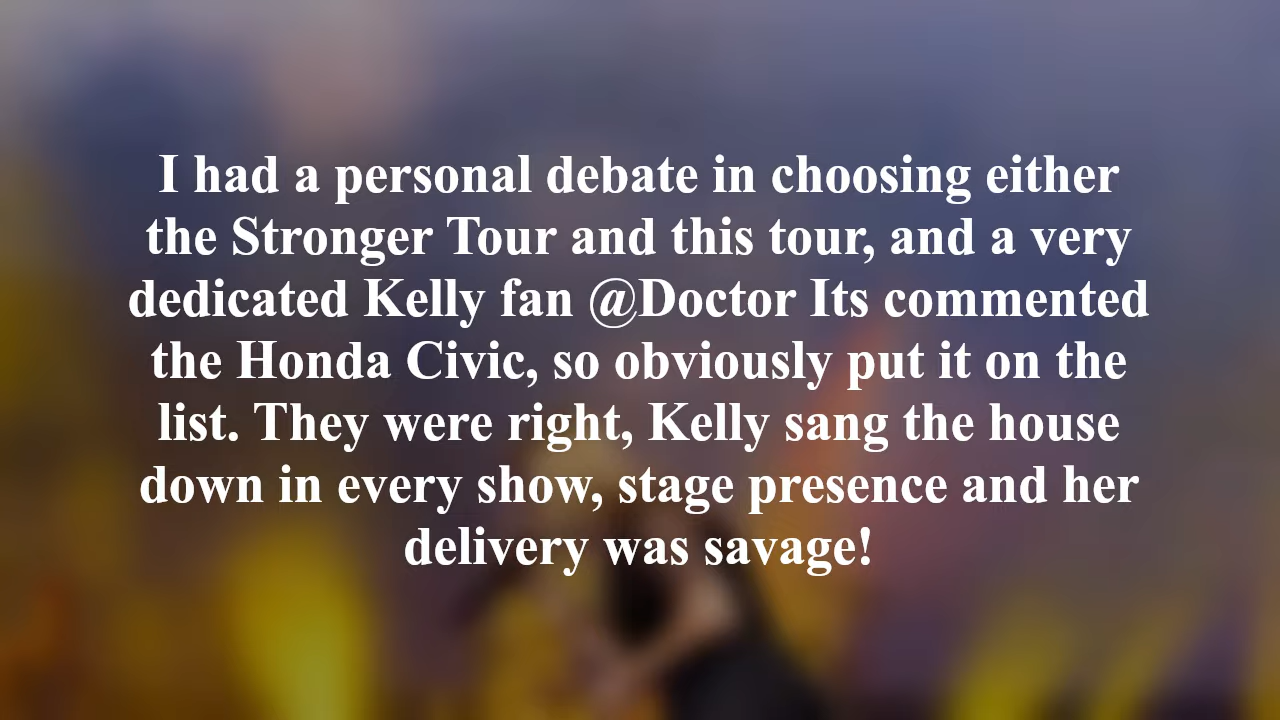 I had a personal debate in choosing either
the Stronger Tour and this tour, and a very
dedicated Kelly fan @Doctor Its commented
the Honda Civic, so obviously put it on the
list. They were right, Kelly sang the house
down in every show, stage presence and her
delivery was savage!